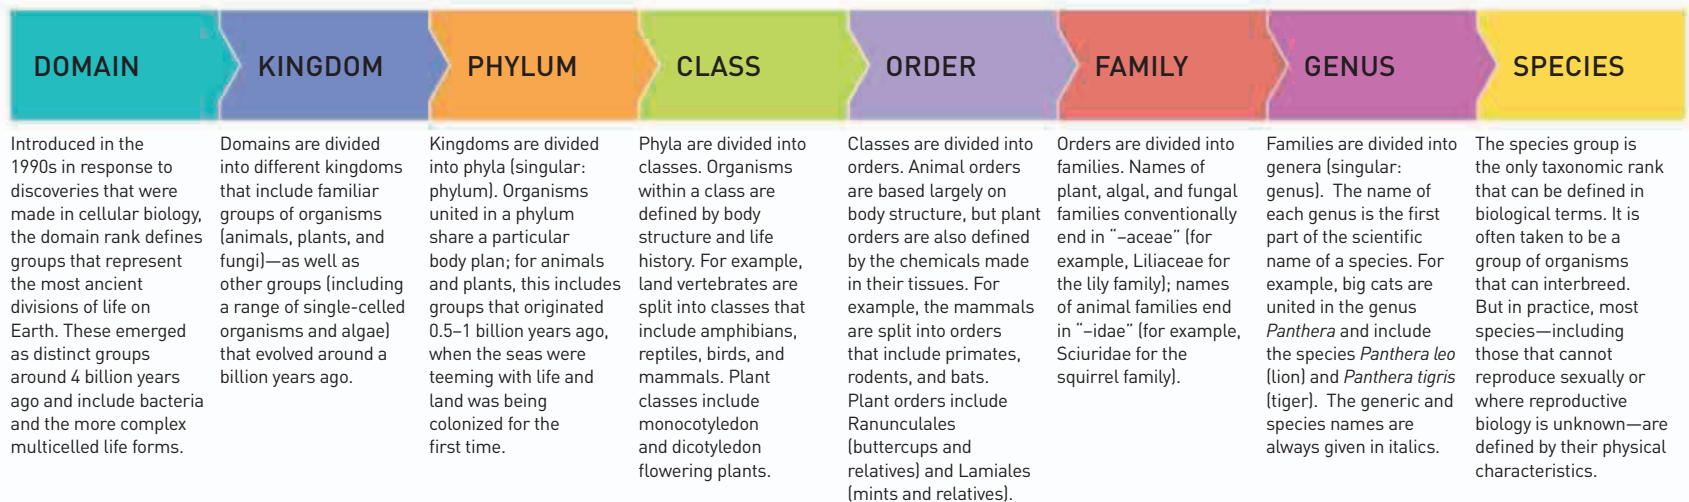 DOMAIN
KINGDOM
PHYLUM
CLASS
ORDER
FAMILY
GENUS
SPECIES
Introduced in the
1990s in response to
discoveries that were
made in cellular biology,
the domain rank defines
groups that represent
the most ancient
divisions of life on
Earth. These emerged
as distinct groups
around 4 billion years
ago and include bacteria
and the more complex
multicelled life forms.
Domains are divided
into different kingdoms
that include familiar
groups of organisms
(animals, plants, and
fungi)—as well as
other groups (including
a range of single-celled
organisms and algae)
that evolved around a
billion years ago.
Kingdoms are divided
into phyla (singular:
phylum). Organisms
united in a phylum
share a particular
body plan; for animals
and plants, this includes
groups that originated
0.5–1 billion years ago,
when the seas were
teeming with life and
land was being
colonized for the
first time.
Phyla are divided into
classes. Organisms
within a class are
defined by body
structure and life
history. For example,
land vertebrates are
split into classes that
include amphibians,
reptiles, birds, and
mammals. Plant
classes include
monocotyledon
and dicotyledon
flowering plants.
Classes are divided into
orders. Animal orders
are based largely on
body structure, but plant
orders are also defined
by the chemicals made
in their tissues. For
example, the mammals
are split into orders
that include primates,
rodents, and bats.
Plant orders include
Ranunculales
(buttercups and
relatives) and Lamiales
(mints and relatives).
Orders are divided into
families. Names of
plant, algal, and fungal
families conventionally
end in “–aceae” (for
example, Liliaceae for
the lily family); names
of animal families end
in “–idae” (for example,
Sciuridae for the
squirrel family).
Families are divided into
genera (singular:
genus). The name of
each genus is the first
part of the scientific
name of a species. For
example, big cats are
united in the genus
Panthera and include
the species Panthera leo
(lion) and Panthera tigris
(tiger). The generic and
species names are
always given in italics.
The species group is
the only taxonomic rank
that can be defined in
biological terms. It is
often taken to be a
group of organisms
that can interbreed.
But in practice, most
species—including
those that cannot
reproduce sexually or
where reproductive
biology is unknown—are
defined by their physical
characteristics.